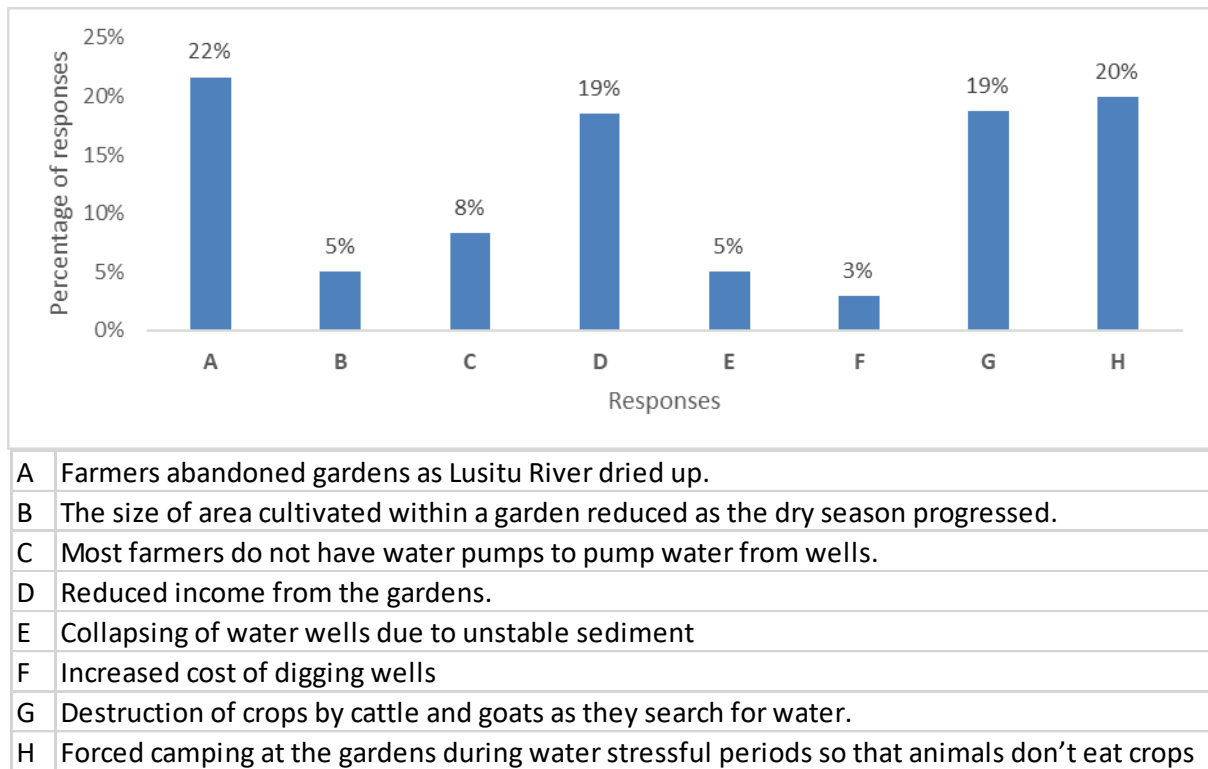 25%
22%
20%
19%
19%
20%
15%
10%
8%
5%
5%
5%
3%
0%
Percentage of responses
A B C D E F G H
Responses
A Farmers abandoned gardens as Lusitu River dried up.
B The size of area cultivated within a garden reduced as the dry season progressed.
C Most farmers do not have water pumps to pump water from wells.
D Reduced income from the gardens.
E Collapsing of water wells due to unstable sediment
F Increased cost of digging wells
G Destruction of crops by cattle and goats as they search for water.
H Forced camping at the gardens during water stressful periods so that animals don't eat crops